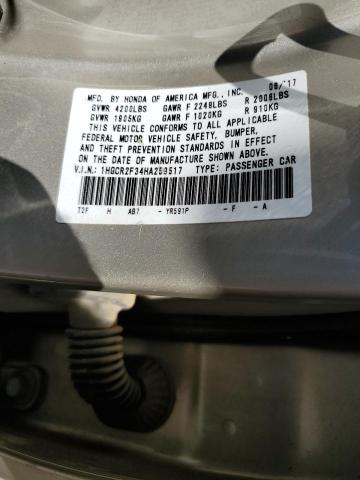 MFD. BY HONDA OF AMERICA MFG., INC. 06/17
GVWR 4200LBS GAWR F 2249LBS R 2006LBS
GVWR 1905KG GAWR F 1020KG R 910KG
THIS VEHICLE CONFORMS TO ALL APPLICABLE
FEDERAL MOTOR VEHICLE SAFETY, BUMPER,
AND THEFT PREVENTION STANDARDS IN EFFECT
ON THE DATE OF MANUFACTURE SHOWN ABOVE.
V.I.N.: 1HGCR2F34HA259517 TYPE: PASSENGER CAR
T2F H AB7 -YR591P -F -A